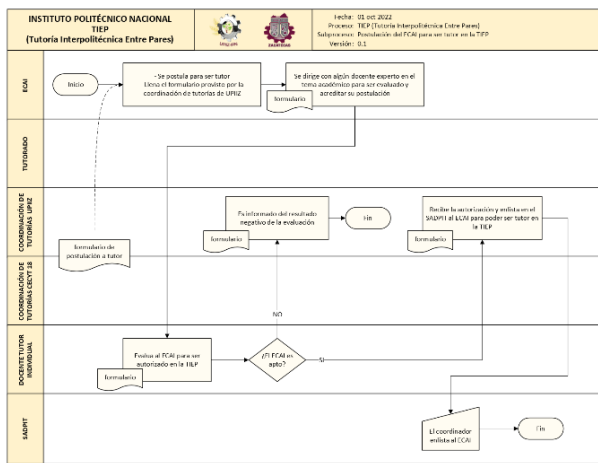 INSTITUTO POLITÉCNICO NACIONAL
TIEP
(Tutoría Interpolitécnica Entre Pares)
Fecha: 01 oct 2022
Proceso: TIEP (Tutoría Interpolitécnica Entre Pares)
Subproceso: Postulación del ECAI para ser tutor en la TIEP
Versión: 0.1
ECAI
Inicio
- Se postula para ser tutor
Llena el formulario provisto por la
coordinación de tutorías de UPIIZ
Se dirige con algún docente experto en el
tema académico para ser evaluado y
acreditar su postulación
formulario
TUTORADO
COORDINACIÓN DE
TUTORÍAS UPIIZ
formulario de
postulación a tutor
Es informado del resultado
negativo de la evaluación
formulario
Fin
Recibe la autorización y enlista en el
SADPIT al ECAI para poder ser tutor en
la TIEP
formulario
COORDINACIÓN DE
TUTORÍAS CECYT 18
NO
DOCENTE TUTOR
INDIVIDUAL
Evalua al ECAI para ser
autorizado en la TIEP
formulario
¿El ECAI es
apto?
SI
SADPIT
El coordinador
enlista al ECAI
Fin